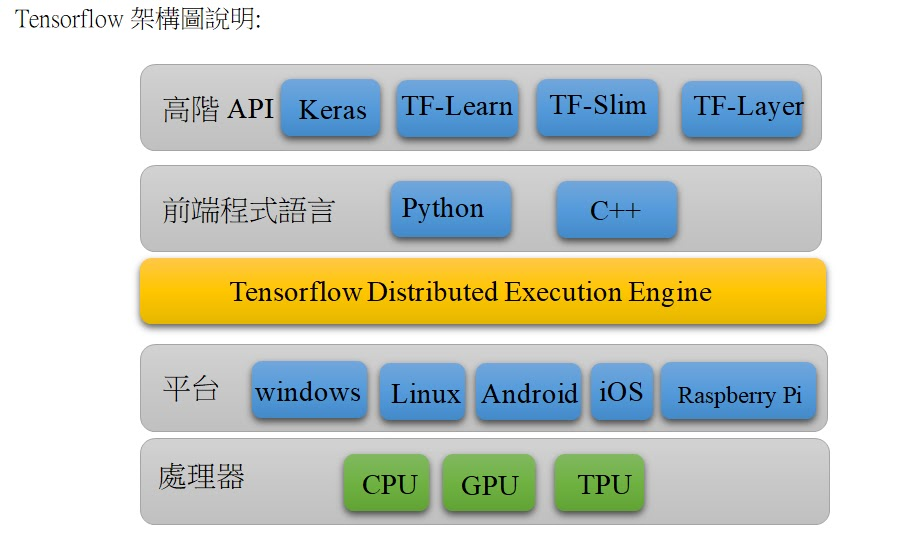 Tensorflow 架構圖說明:
高階 API Keras TF-Learn TF-Slim TF-Layer
前端程式語言 Python C++
Tensorflow Distributed Execution Engine
平台 windows Linux Android iOS Raspberry Pi
處理器 CPU GPU TPU